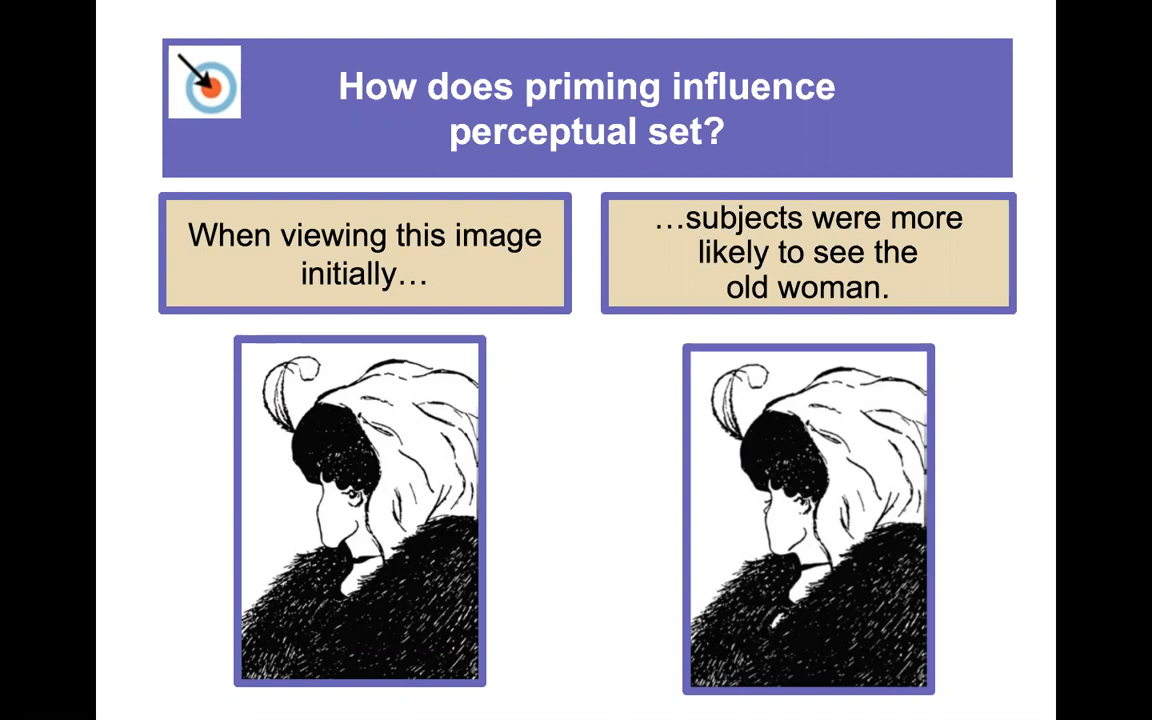 How does priming influence
perceptual set?
When viewing this image
initially…
…subjects were more
likely to see the
old woman.